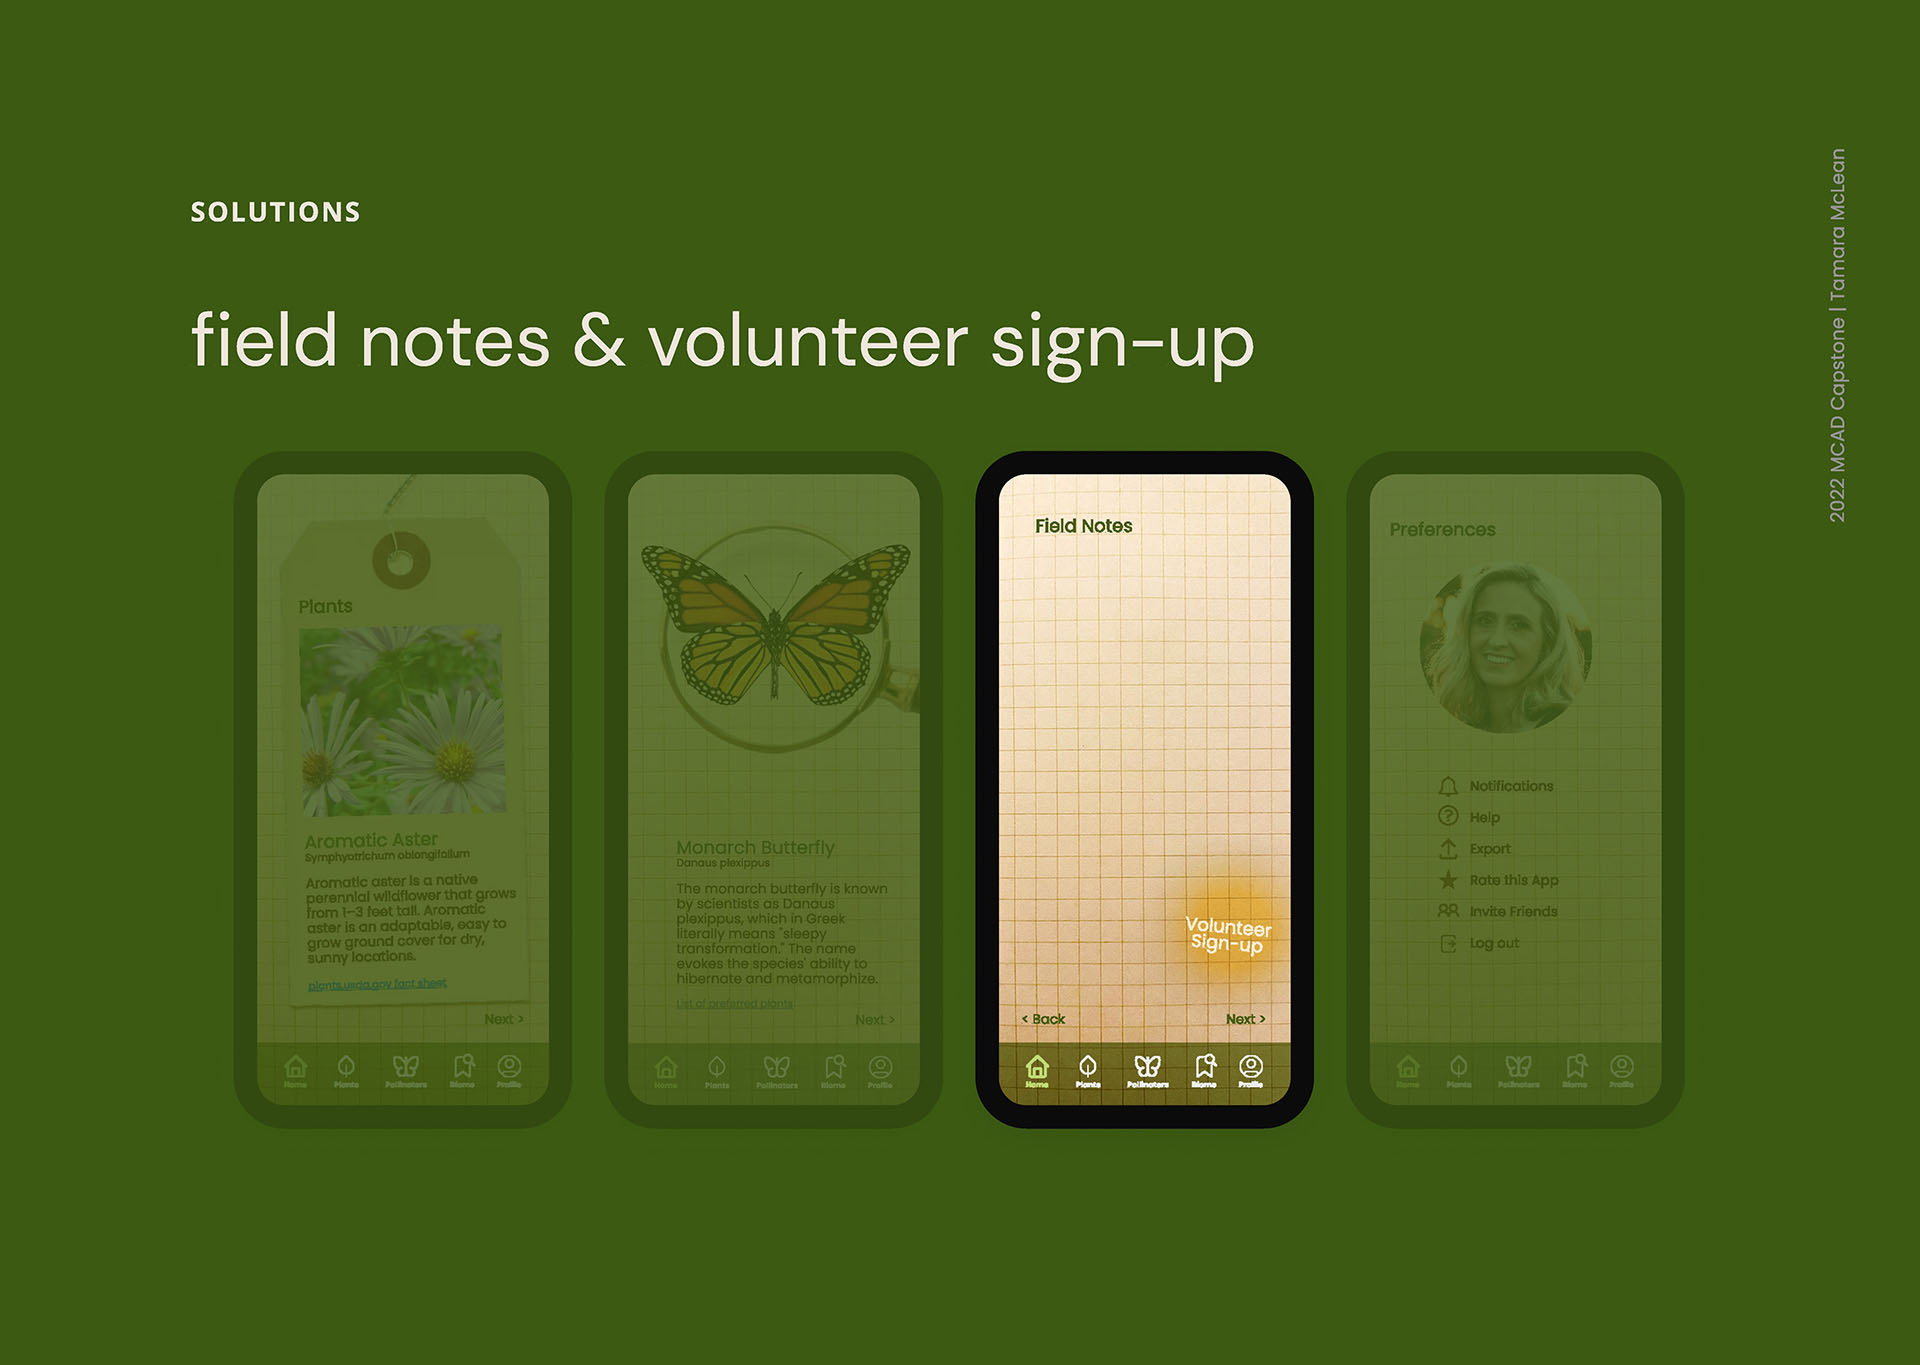 SOLUTIONS
field notes & volunteer sign-up
2022 MCAD Capstone | Tamara McLean
Plants
Aromatic Aster
Symphyotrichum oblongifolium
Aromatic aster is a native
perennial wildflower that grows
from 1-3 feet tall. Aromatic
aster is an adaptable, easy to
grow ground cover for dry,
sunny locations.
plants.usda.gov fact sheet
Next >
Home Plants Pollinators Biome Profile
Monarch Butterfly
Danaus plexippus
The monarch butterfly is known
by scientists as Danaus
plexippus, which in Greek
literally means "sleepy
transformation." The name
evokes the species' ability to
hibernate and metamorphize.
List of preferred plants
Next >
Home Plants Pollinators Biome Profile
Field Notes
Volunteer
Sign-up
< Back Next >
Home Plants Pollinators Biome Profile
Preferences
Notifications
Help
Export
Rate this App
Invite Friends
Log out
Home Plants Pollinators Biome Profile